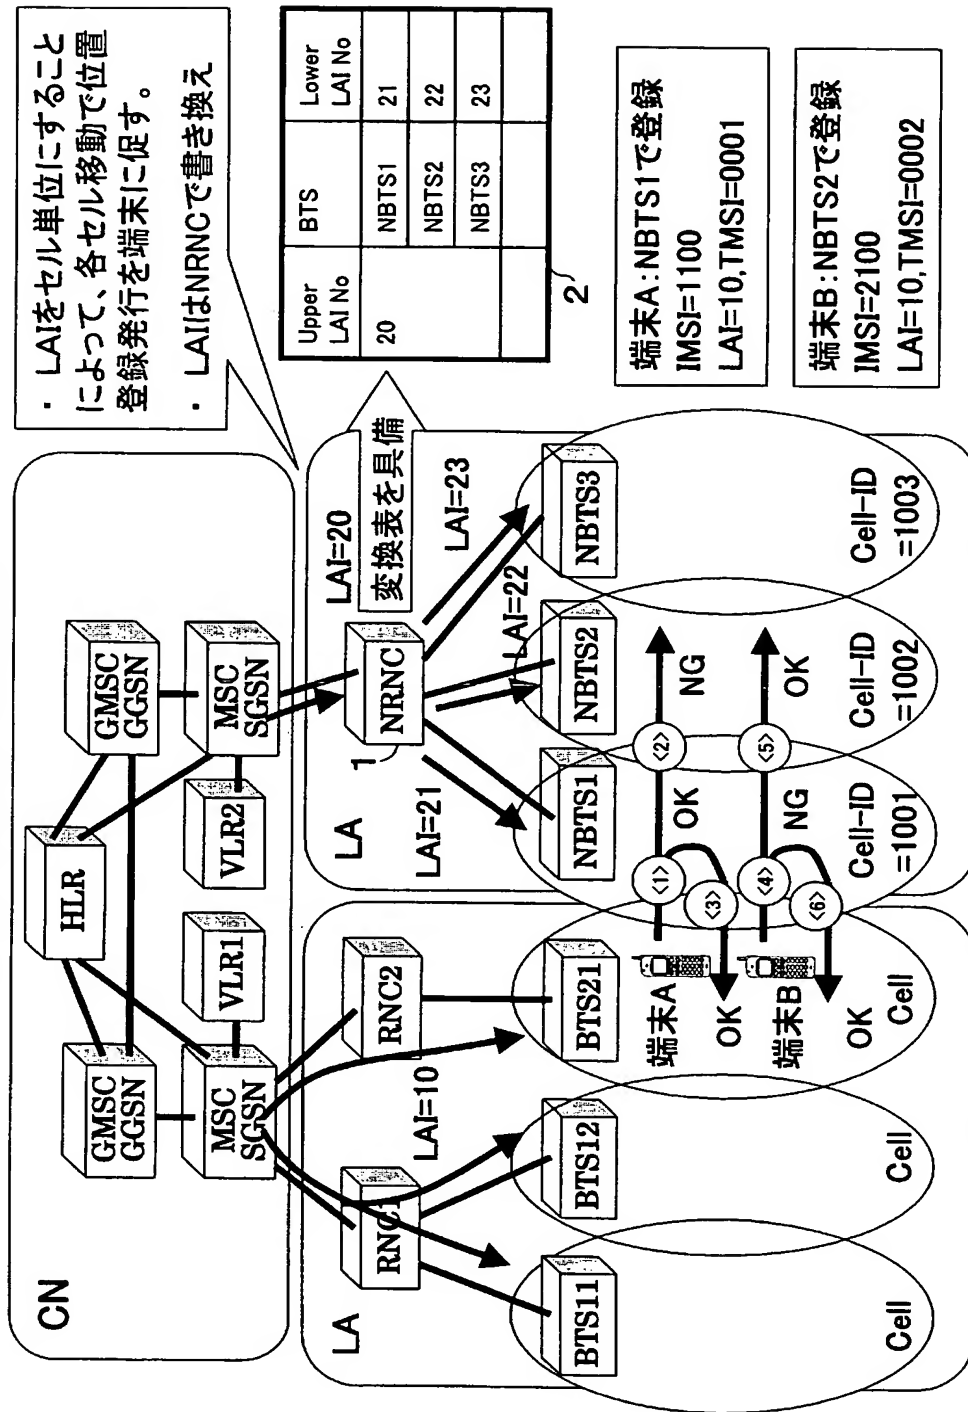 CN
HLR
GMSC
GGSN
GMSC
GGSN
MSC
SGSN
VLR1
VLR2
MSC
SGSN
・ LAIをセル単位にすること
によって、各セル移動で位置
登録発行を端末に促す。
・ LAIはNRNCで書き換え
LA
RNC1
RNC2
LAI=10
BTS11
BTS12
BTS21
Cell
Cell
Cell
LA
1
NRNC
LAI=20
変換表を具備
LAI=21
LAI=22
LAI=23
NBTS1
NBTS2
NBTS3
端末A
<1>
OK
<2>
NG
<3>
OK
端末B
<4>
NG
<5>
OK
<6>
OK
Cell-ID
=1001
Cell-ID
=1002
Cell-ID
=1003
Upper
LAI No
BTS
Lower
LAI No
20
NBTS1
21
NBTS2
22
NBTS3
23
2
端末A:NBTS1で登録
IMSI=1100
LAI=10,TMSI=0001
端末B:NBTS2で登録
IMSI=2100
LAI=10,TMSI=0002